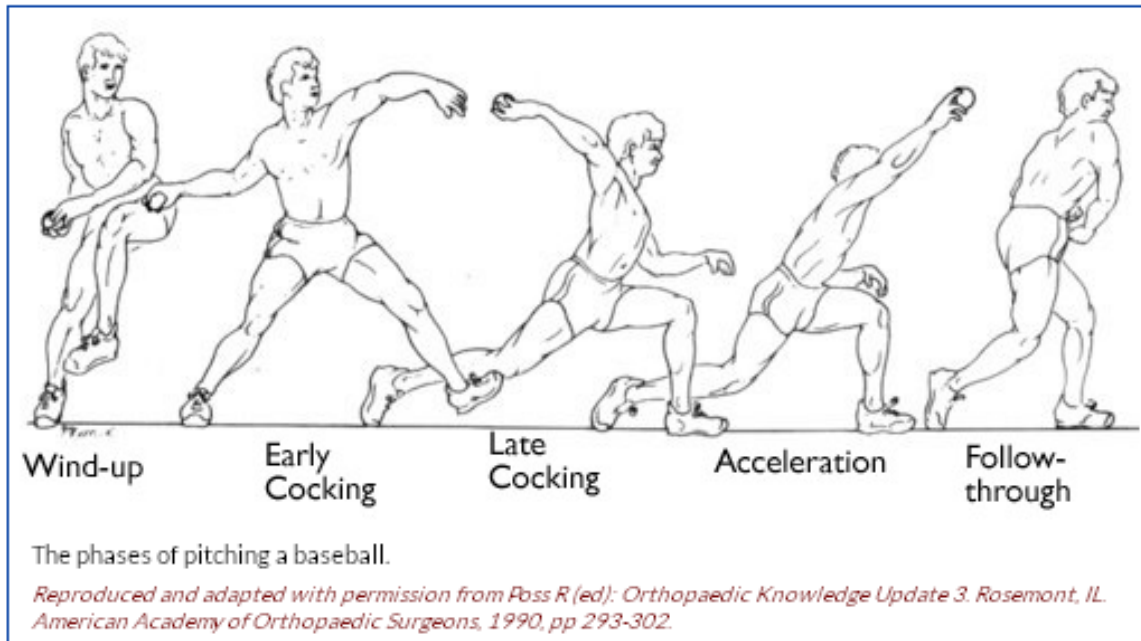 Wind-up
Early
Cocking
Late
Cocking
Acceleration
Follow-
through
The phases of pitching a baseball.
Reproduced and adapted with permission from Poss R (ed): Orthopaedic Knowledge Update 3. Rosemont, IL.
American Academy of Orthopaedic Surgeons, 1990, pp 293-302.